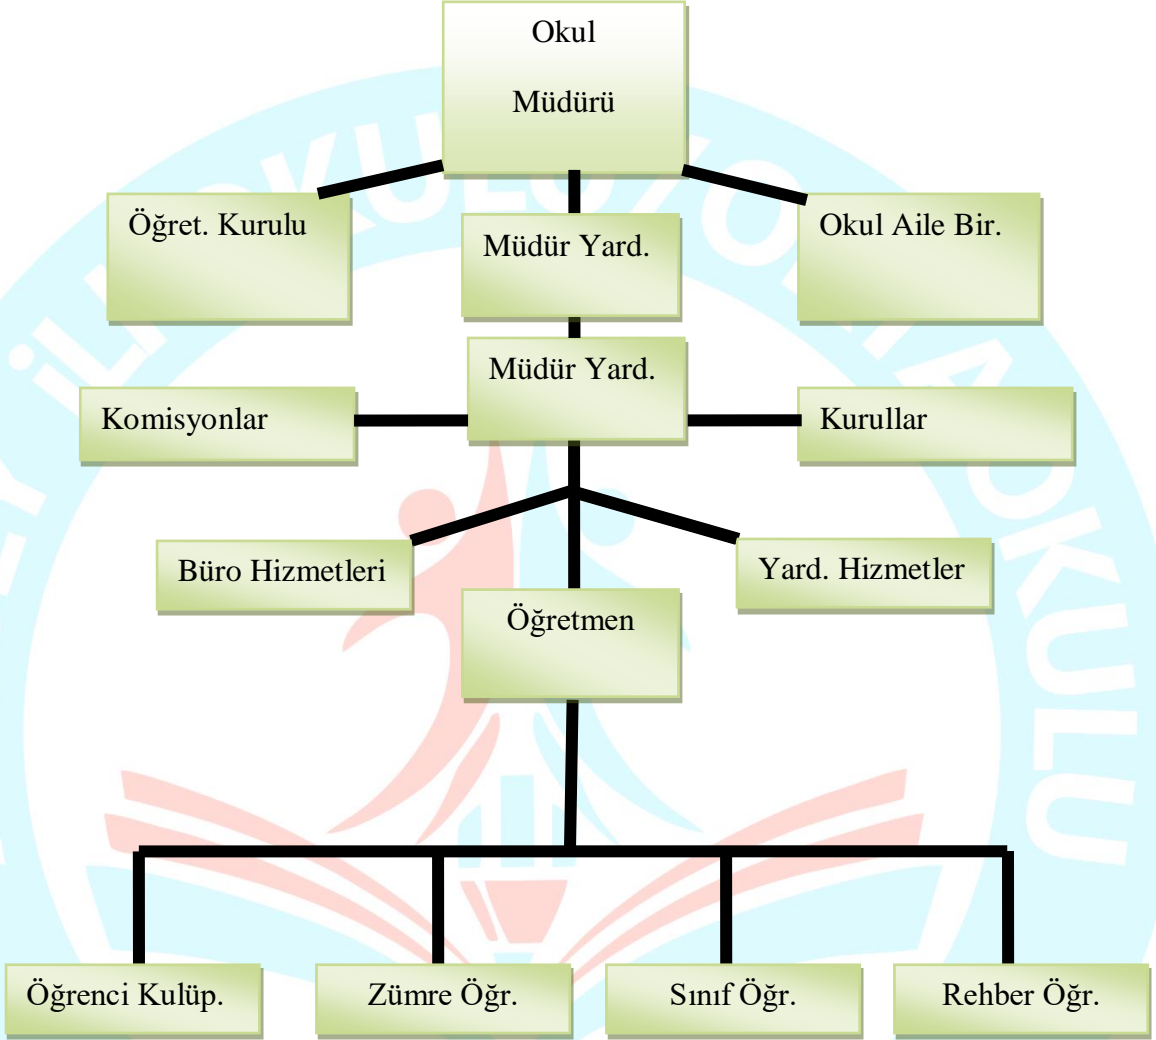 Okul
Müdürü
Öğret. Kurulu
Müdür Yard.
Okul Aile Bir.
Müdür Yard.
Komisyonlar
Kurullar
Büro Hizmetleri
Yard. Hizmetler
Öğretmen
Öğrenci Kulüp.
Zümre Öğr.
Sınıf Öğr.
Rehber Öğr.